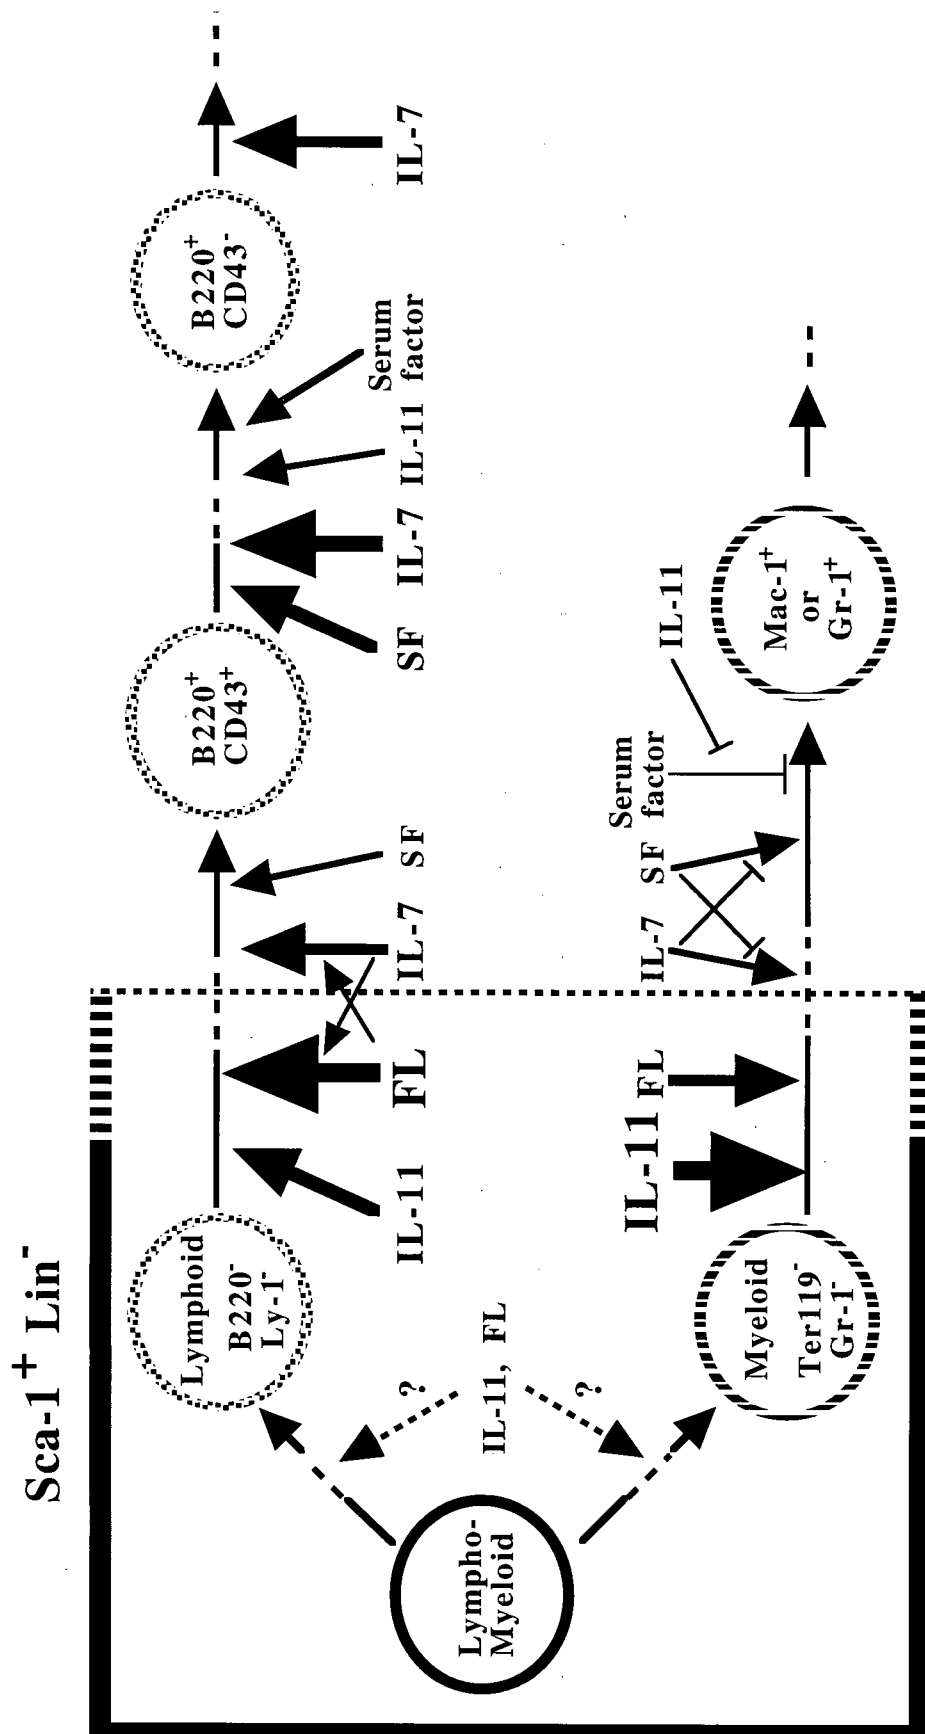 Sca-1⁺ Lin⁻
Lympho-
Myeloid
?
IL-11, FL
?
Lymphoid
B220⁻
Ly-1⁻
IL-11
FL
IL-7
SF
B220⁺
CD43⁺
SF
IL-7
IL-11
Serum
factor
B220⁺
CD43⁻
IL-7
Myeloid
Ter119⁻
Gr-1⁻
IL-11
FL
IL-7
SF
Serum
factor
IL-11
Mac-1⁺
or
Gr-1⁺